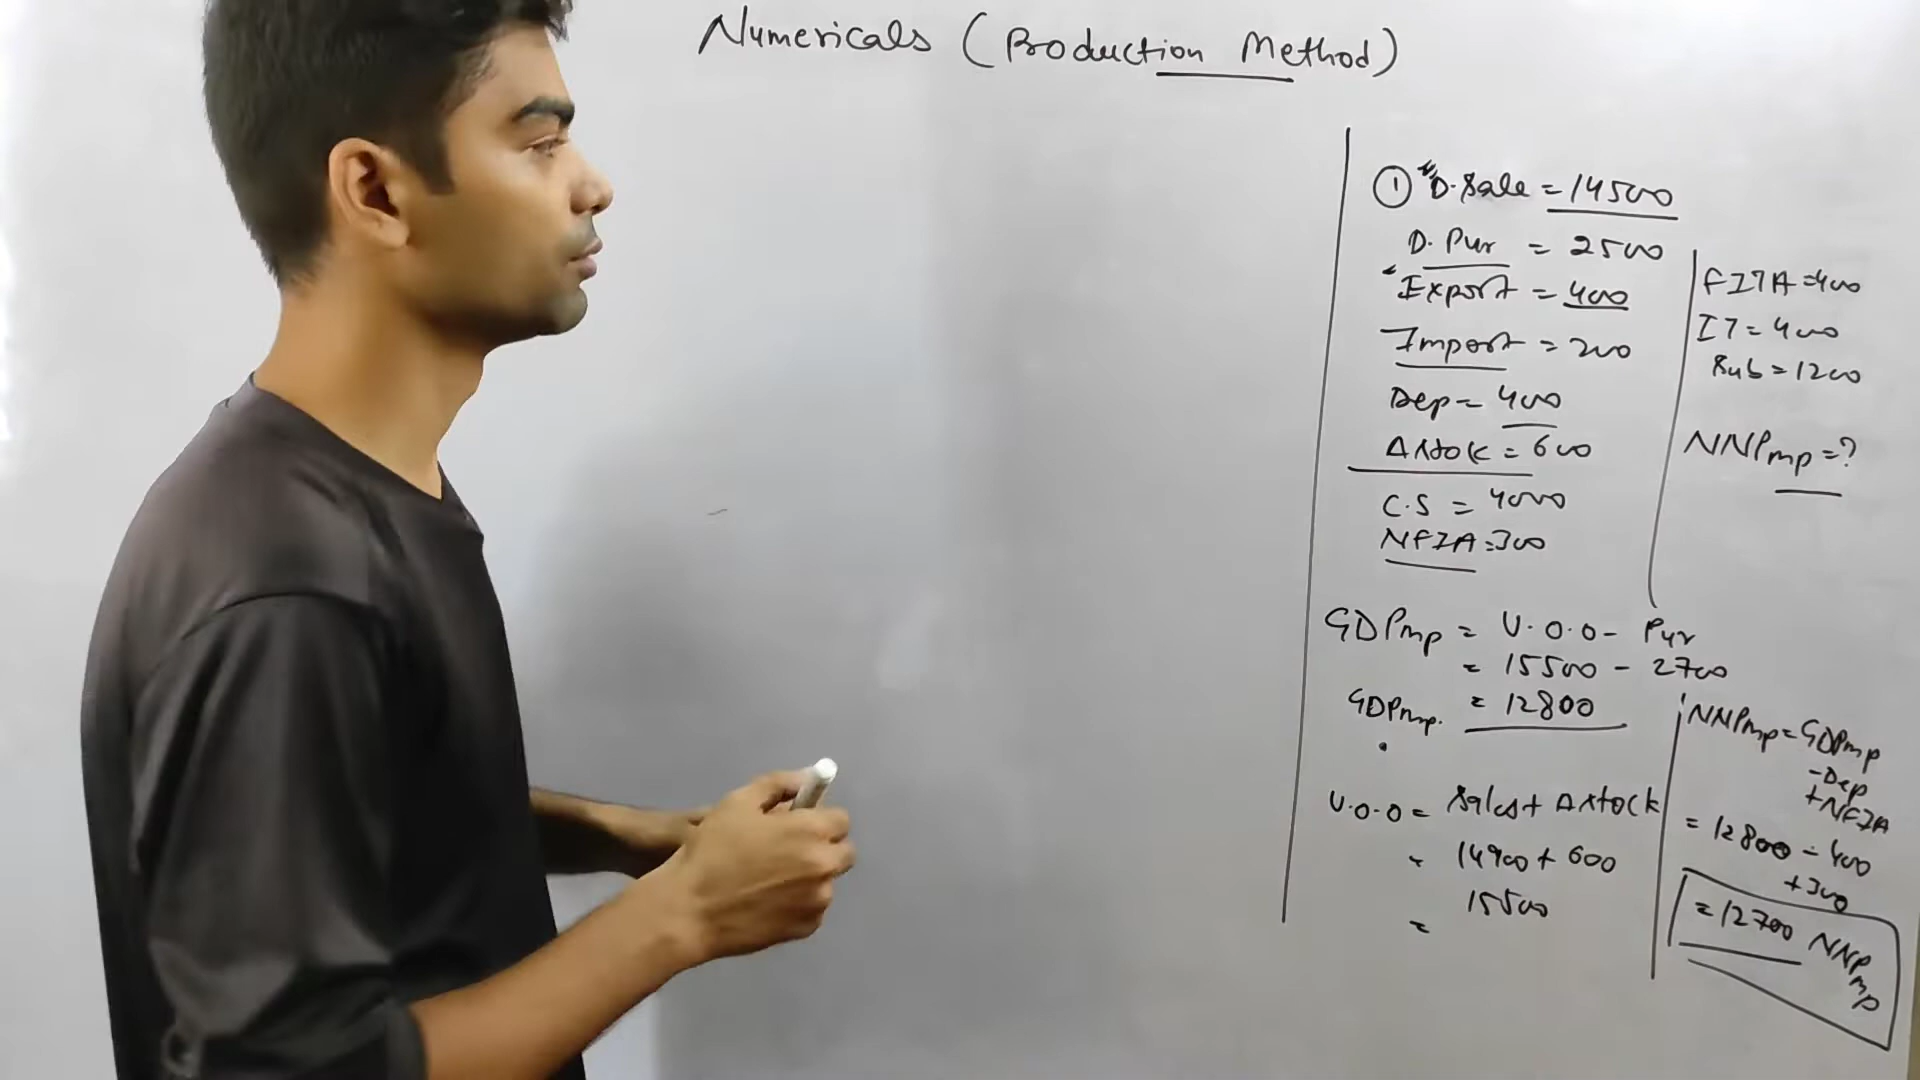 Numericals (Production Method)
① D. Sale = 14500
D. Pur = 2500
Export = 400
Import = 200
Dep = 400
Δ stock = 600
C.S = 4000
NFIA = 300
FITA = 400
IT = 400
Sub = 1200
NNPmp = ?
GDPmp = V.O.O - Pur
= 15500 - 2700
GDPmp. = 12800
V.O.O = Sales + Δ stock
= 14900 + 600
= 15500
NNPmp = GDPmp
- Dep
+ NFIA
= 12800 - 400
+ 300
= 12700 NNPmp